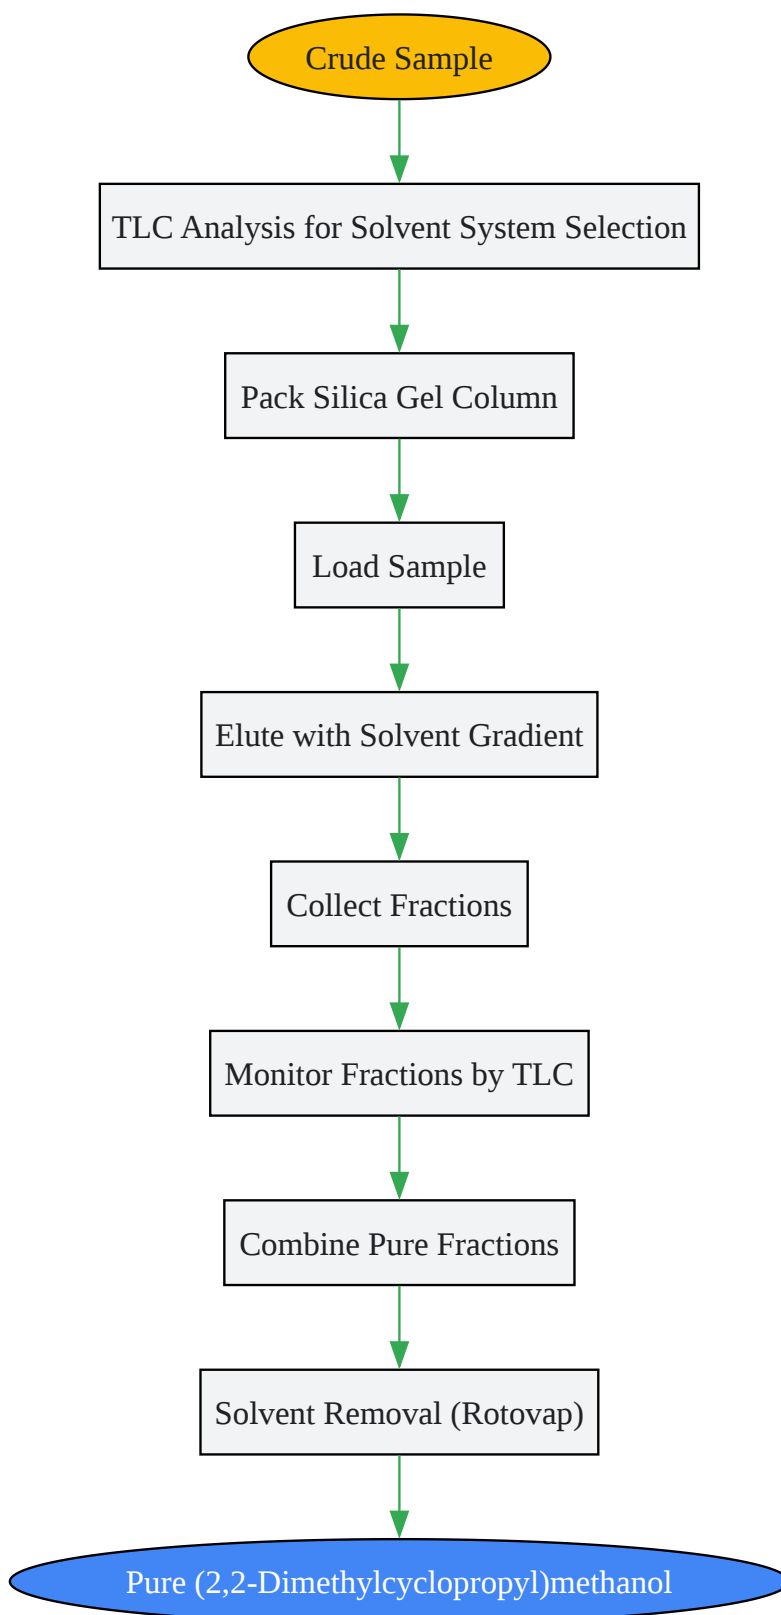 Crude Sample
TLC Analysis for Solvent System Selection
Pack Silica Gel Column
Load Sample
Elute with Solvent Gradient
Collect Fractions
Monitor Fractions by TLC
Combine Pure Fractions
Solvent Removal (Rotovap)
Pure (2,2-Dimethylcyclopropyl)methanol